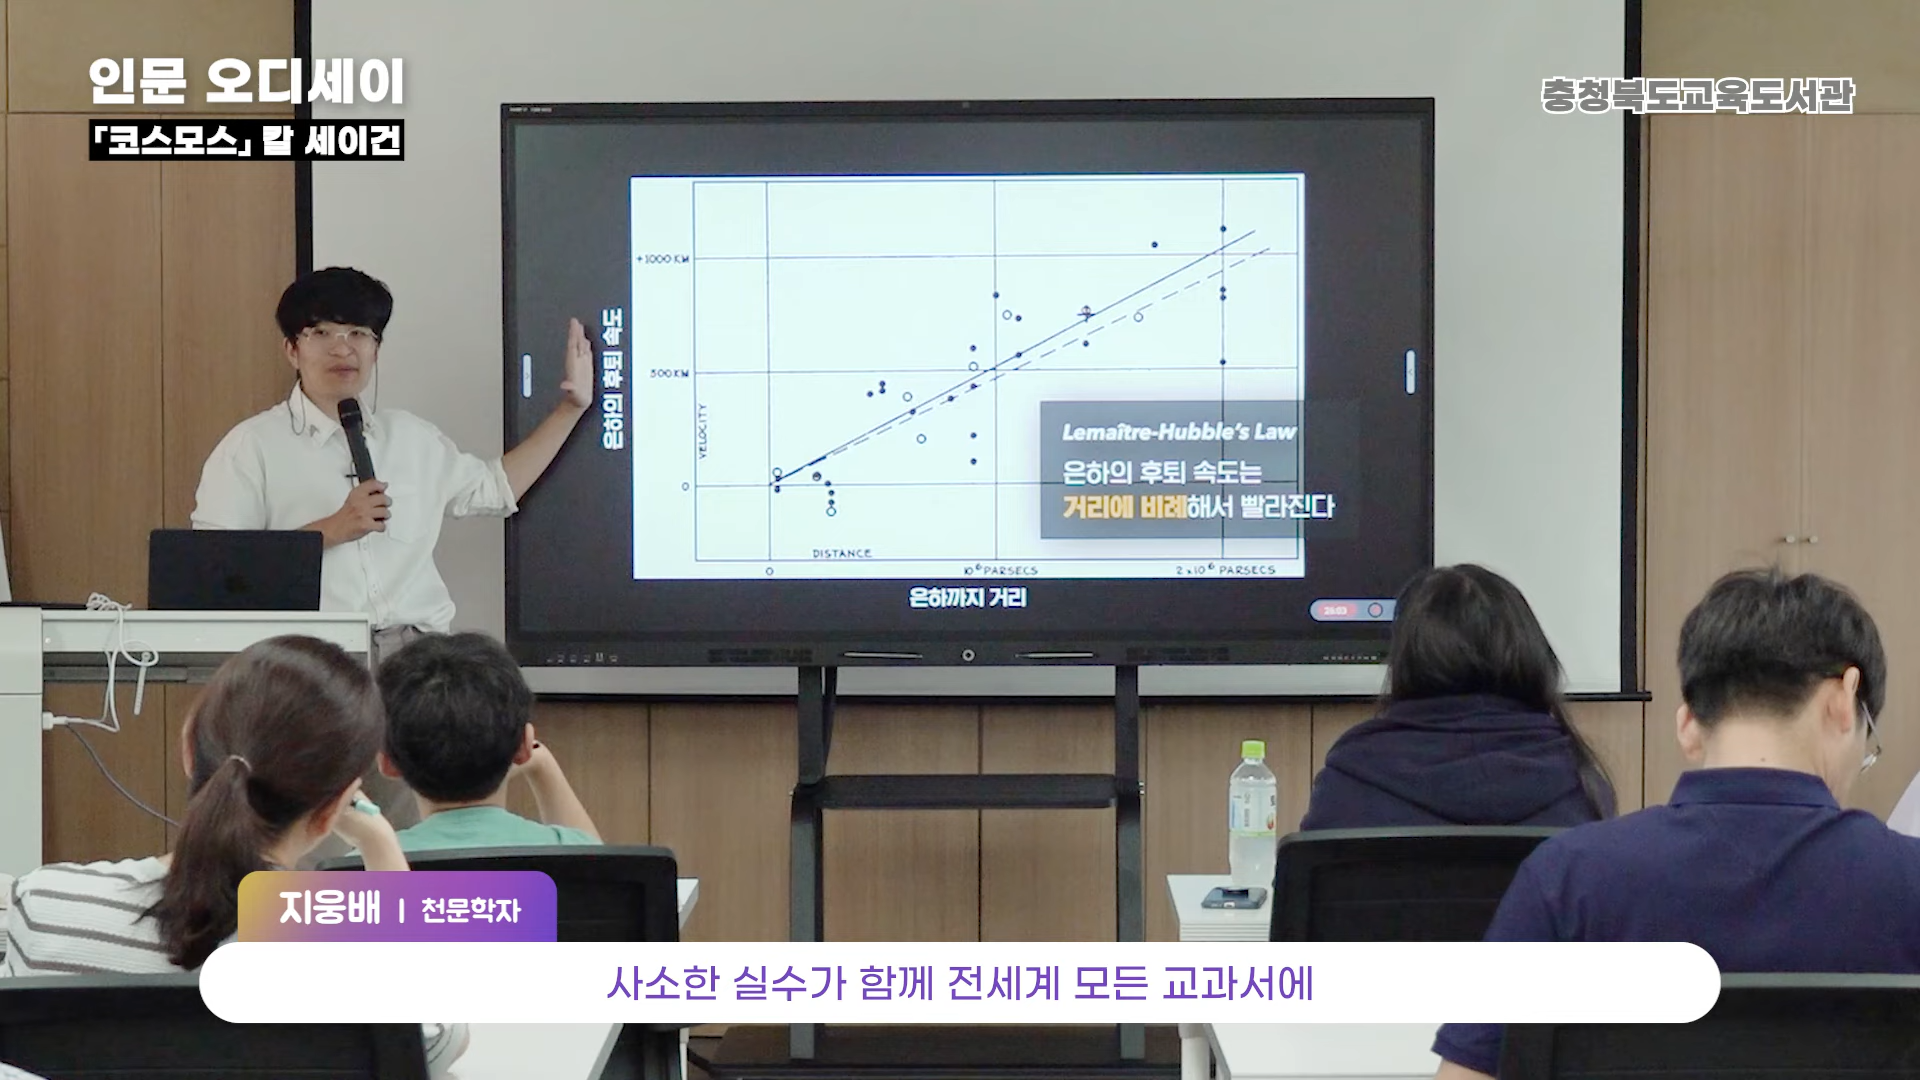 인문 오디세이
「코스모스」 칼 세이건
충청북도교육도서관
+1000 KM
500 KM
0
VELOCITY
은하의 후퇴 속도
Lemaître-Hubble's Law
은하의 후퇴 속도는
거리에 비례해서 빨라진다
DISTANCE
0
10⁶ PARSECS
2x10⁶ PARSECS
은하까지 거리
지웅배 | 천문학자
사소한 실수가 함께 전세계 모든 교과서에